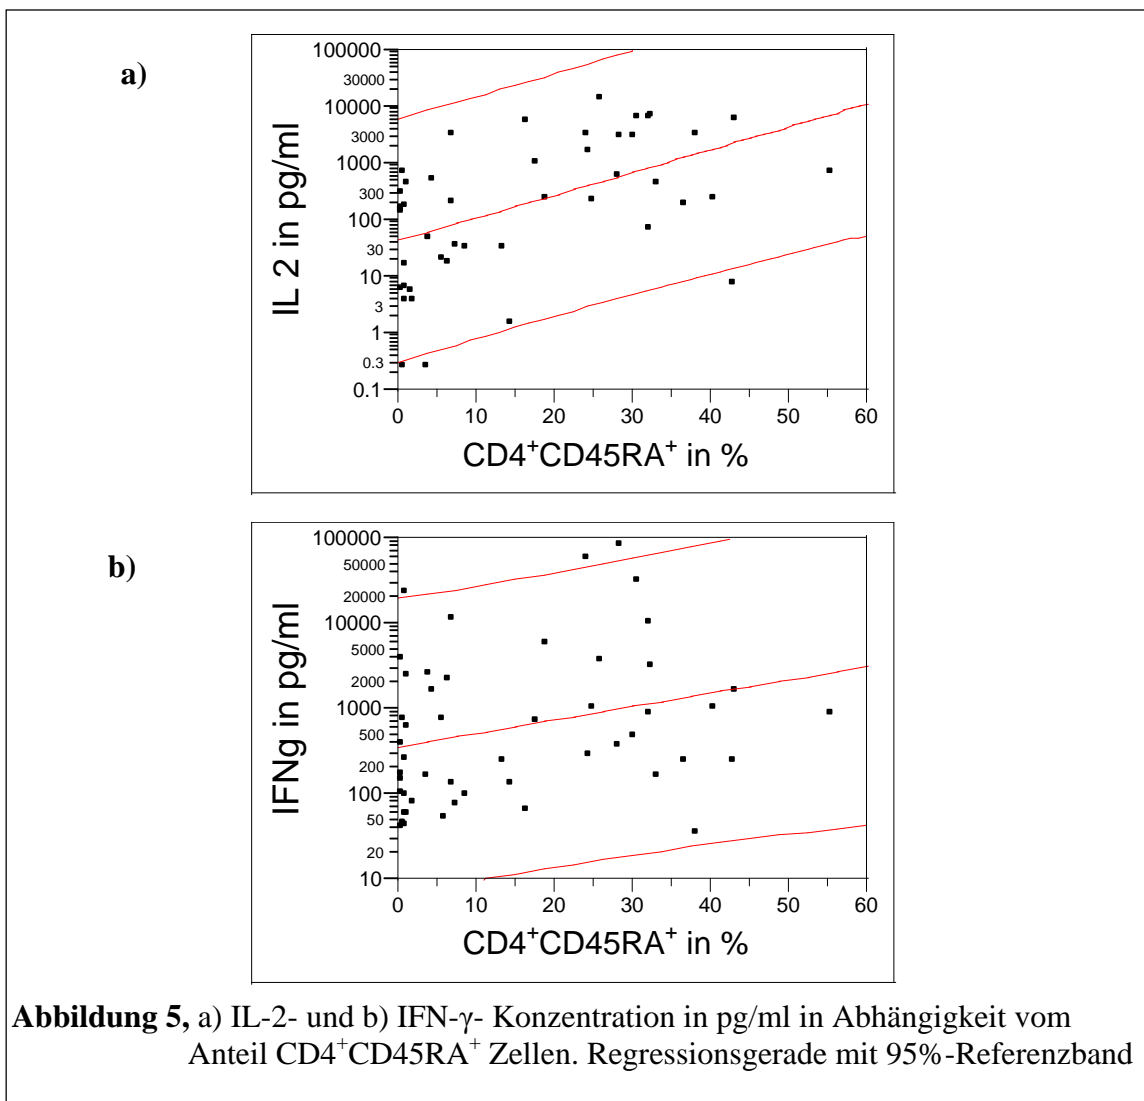 a)
100000
30000
10000
3000
1000
300
100
30
10
3
1
0.3
0.1
IL 2 in pg/ml
0 10 20 30 40 50 60
CD4⁺CD45RA⁺ in %
b)
100000
50000
20000
10000
5000
2000
1000
500
200
100
50
20
10
IFNg in pg/ml
0 10 20 30 40 50 60
CD4⁺CD45RA⁺ in %
Abbildung 5, a) IL-2- und b) IFN-γ- Konzentration in pg/ml in Abhängigkeit vom
Anteil CD4⁺CD45RA⁺ Zellen. Regressionsgerade mit 95%-Referenzband